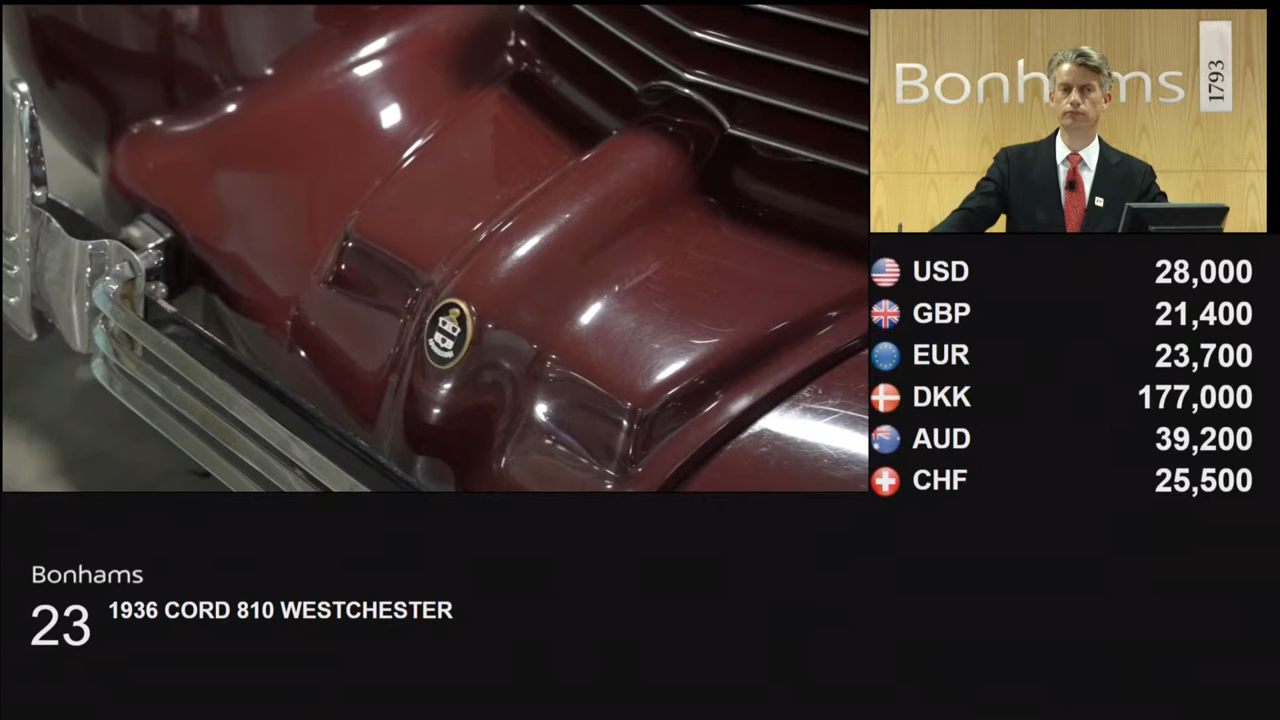 Bonhams
1793
USD 28,000
GBP 21,400
EUR 23,700
DKK 177,000
AUD 39,200
CHF 25,500
Bonhams
23 1936 CORD 810 WESTCHESTER